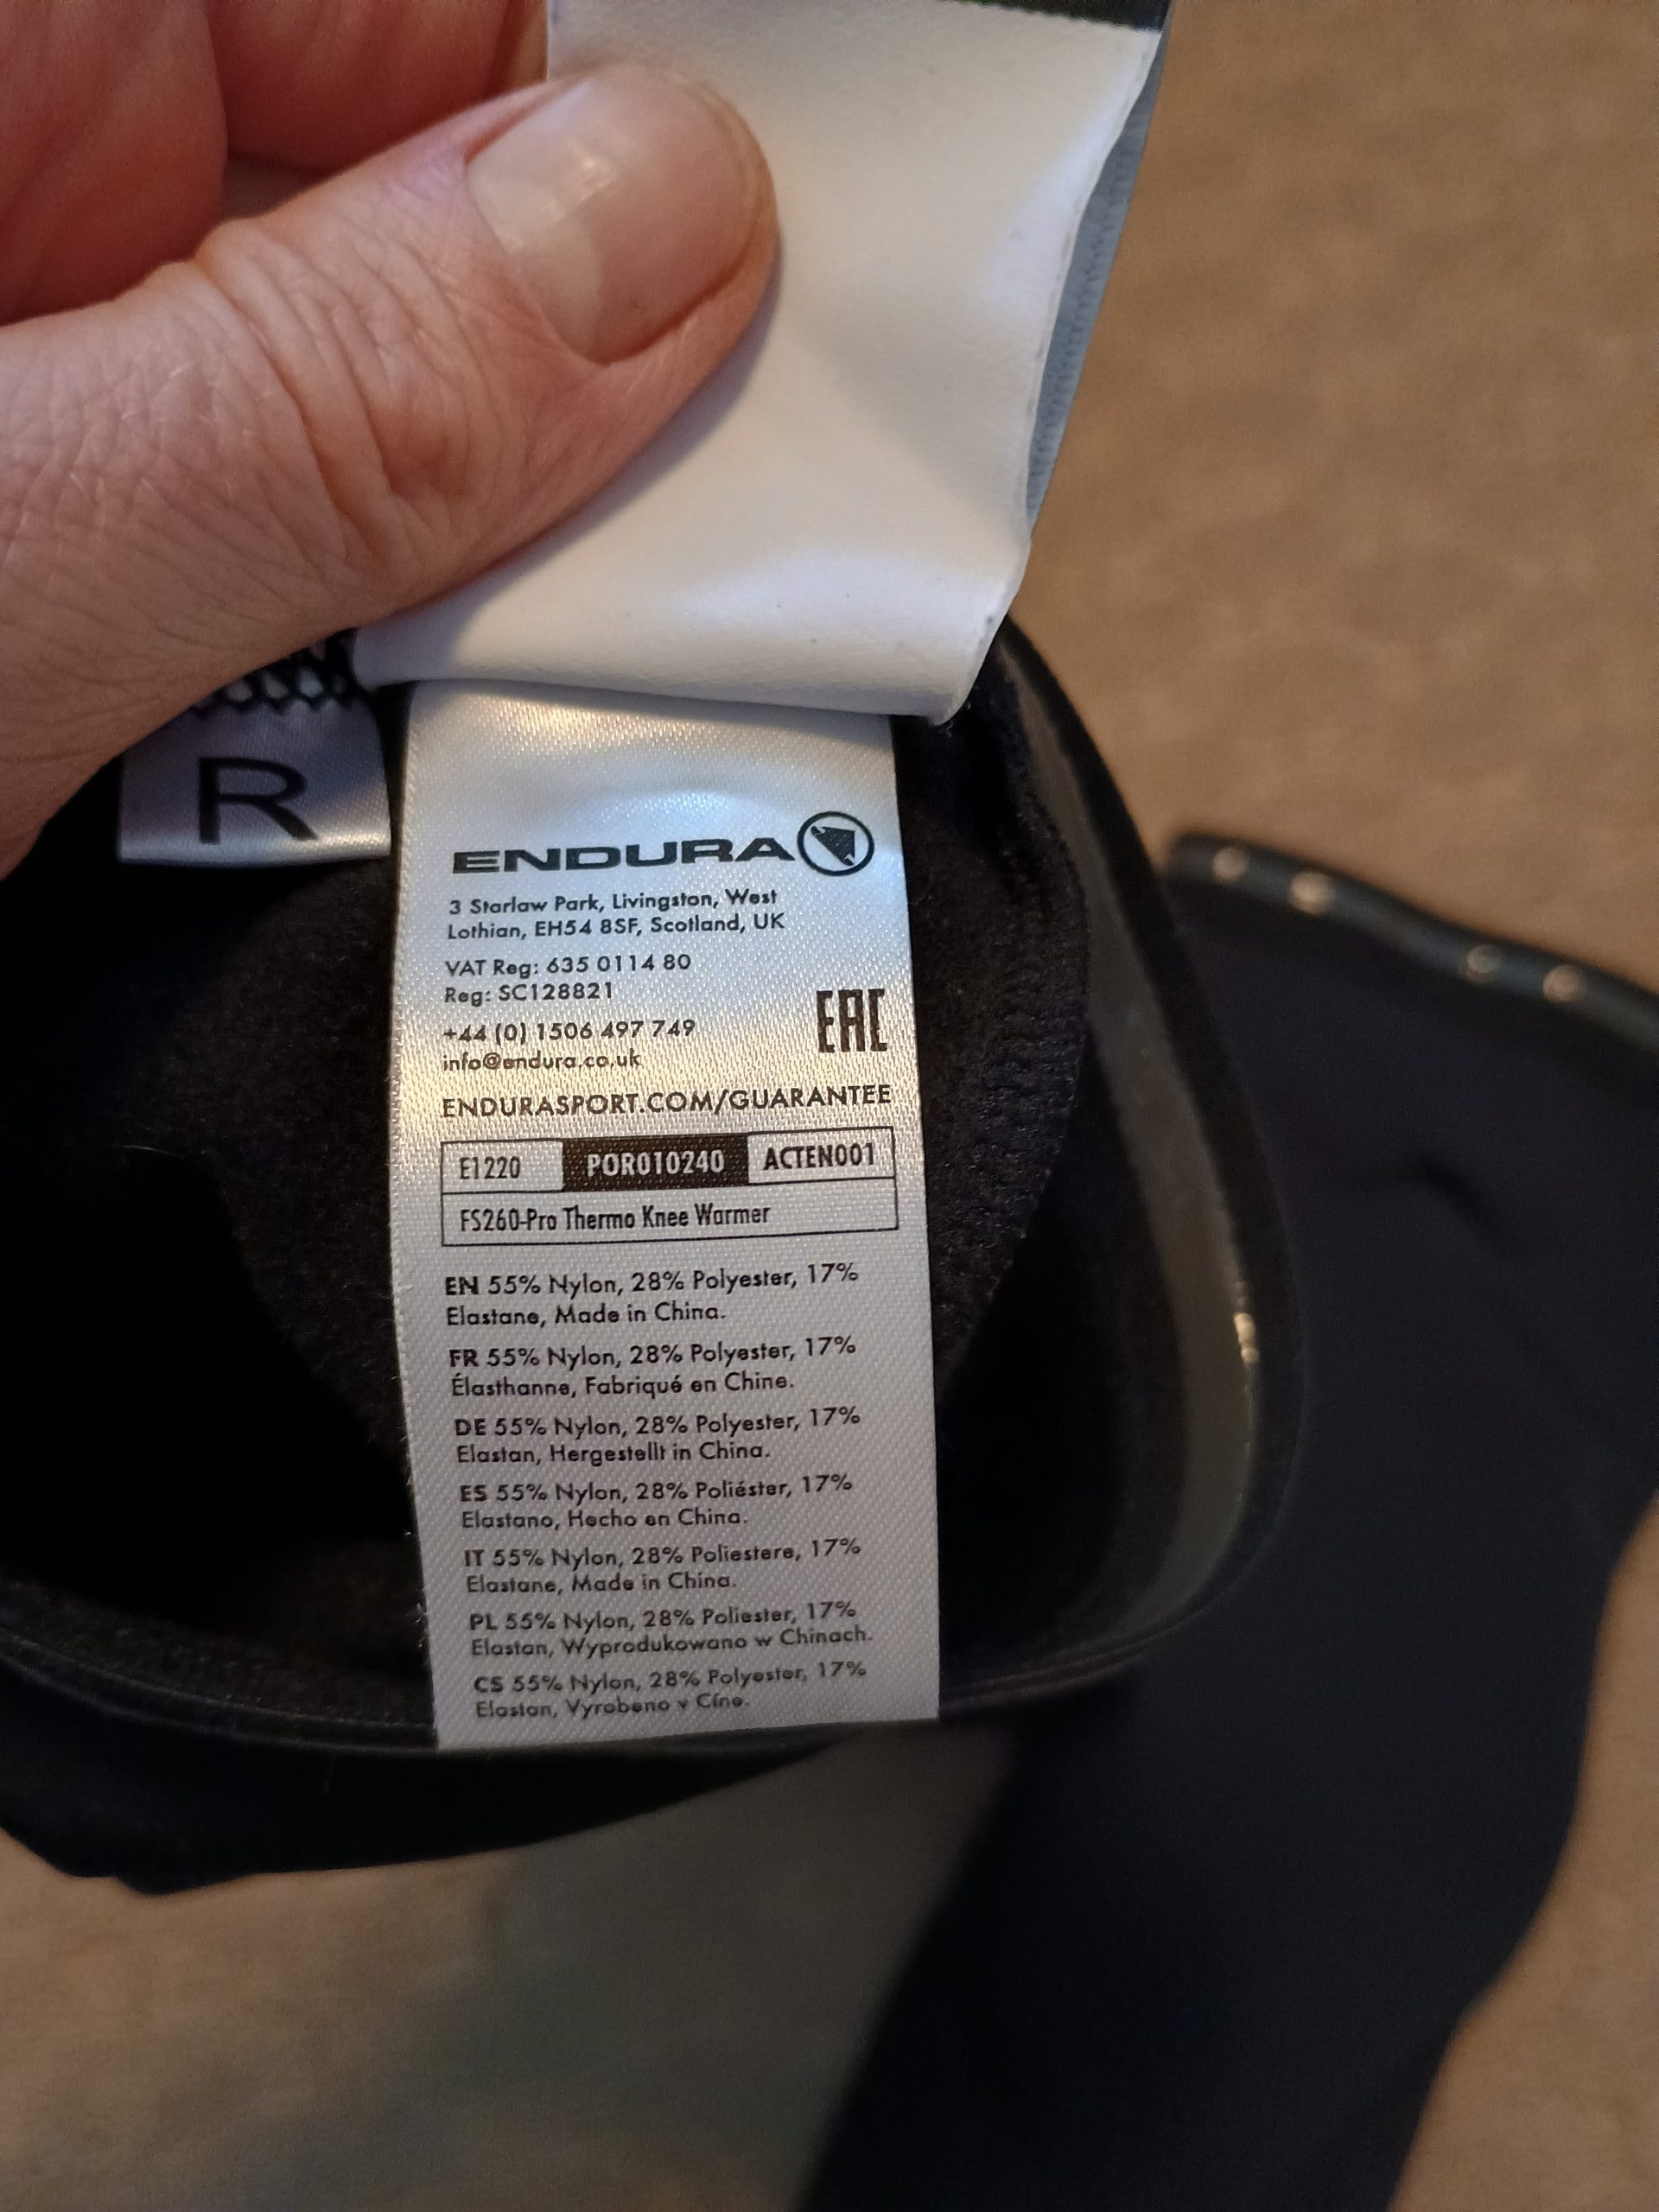 R
ENDURA
3 Starlaw Park, Livingston, West
Lothian, EH54 8SF, Scotland, UK
VAT Reg: 635 0114 80
Reg: SC128821
+44 (0) 1506 497 749
info@endura.co.uk
EAC
ENDURASPORT.COM/GUARANTEE
E1220 POR010240 ACTEN001
FS260-Pro Thermo Knee Warmer
EN 55% Nylon, 28% Polyester, 17%
Elastane, Made in China.
FR 55% Nylon, 28% Polyester, 17%
Élasthanne, Fabriqué en Chine.
DE 55% Nylon, 28% Polyester, 17%
Elastan, Hergestellt in China.
ES 55% Nylon, 28% Poliéster, 17%
Elastano, Hecho en China.
IT 55% Nylon, 28% Poliestere, 17%
Elastane, Made in China.
PL 55% Nylon, 28% Poliester, 17%
Elastan, Wyprodukowano w Chinach.
CS 55% Nylon, 28% Polyester, 17%
Elastan, Vyrobeno v Číne.